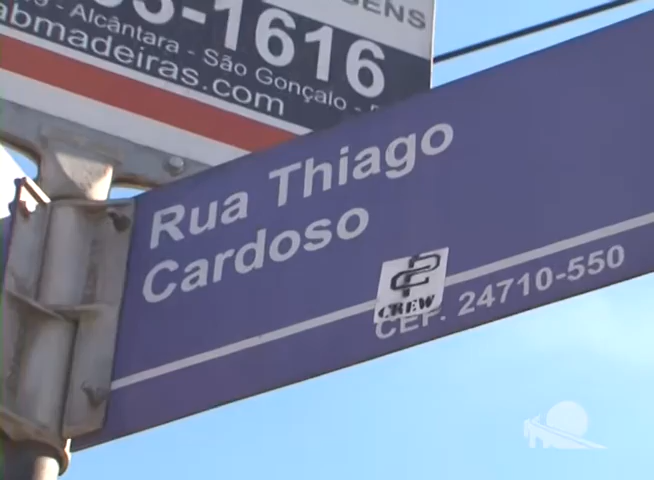 - Alcântara - São Gonçalo -
abmadeiras.com
1616
Rua Thiago
Cardoso
CREW
CEP. 24710-550